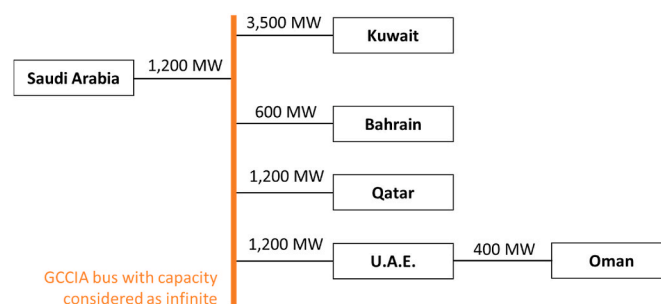 3,500 MW
Kuwait
Saudi Arabia
1,200 MW
600 MW
Bahrain
1,200 MW
Qatar
1,200 MW
U.A.E.
400 MW
Oman
GCCIA bus with capacity
considered as infinite